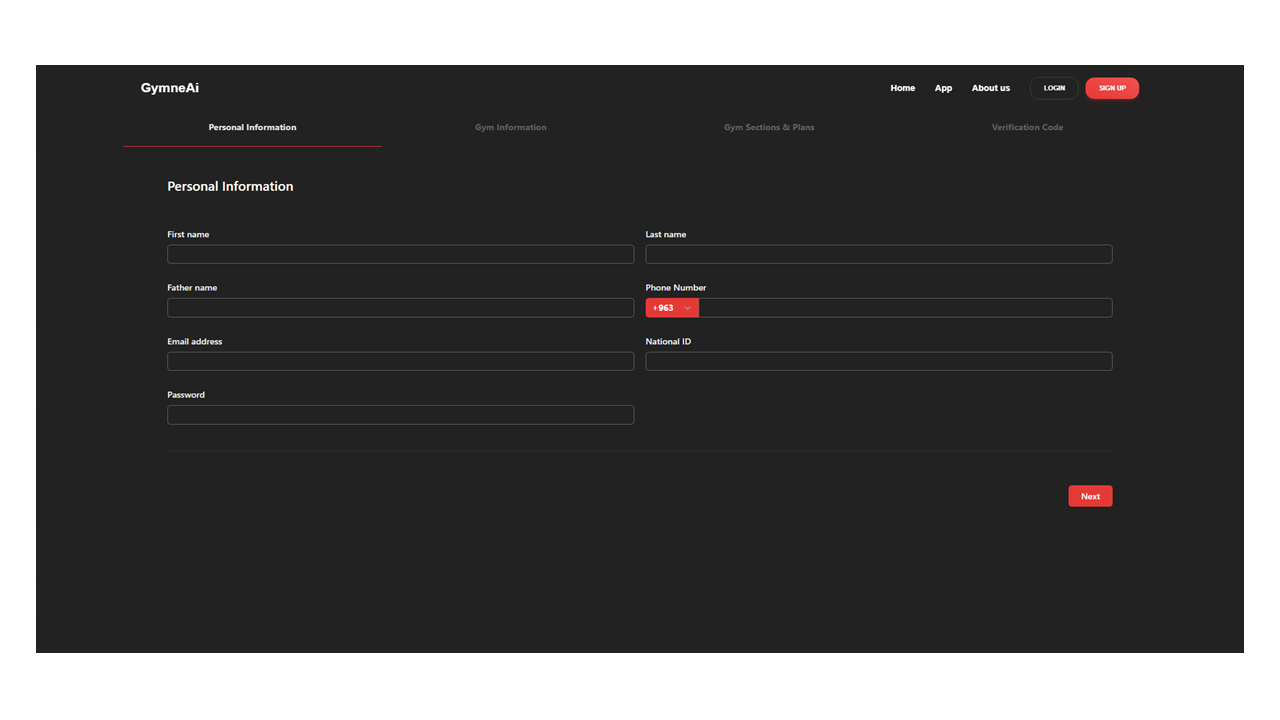 GymneAi
Home App About us LOGIN SIGN UP
Personal Information Gym Information Gym Sections & Plans Verification Code
Personal Information
First name Last name
Father name Phone Number
+963
Email address National ID
Password
Next